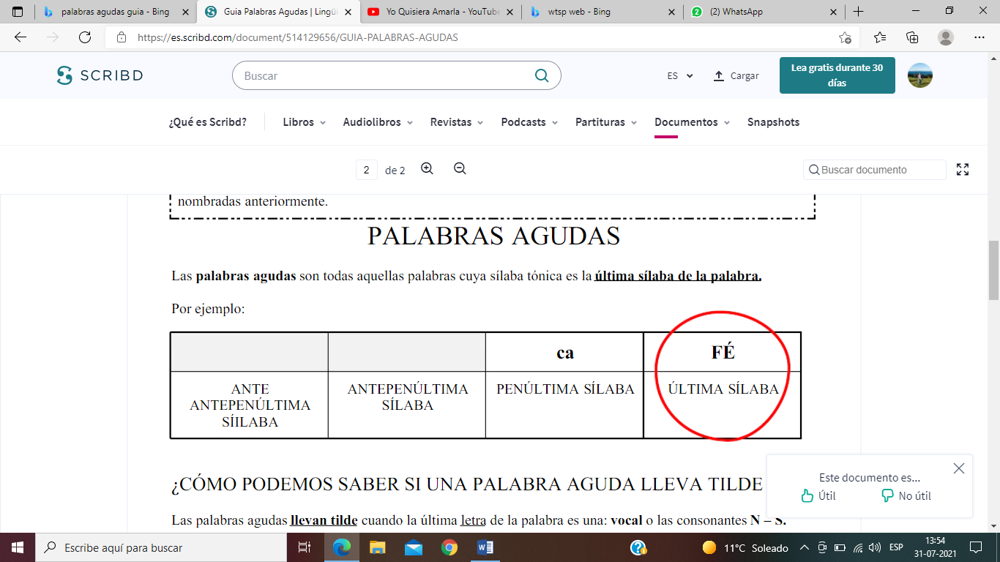 palabras agudas guia - Bing
Guia Palabras Agudas | Lingüí
Yo Quisiera Amarla - YouTube
wtsp web - Bing
2
(2) WhatsApp
https://es.scribd.com/document/514129656/GUIA-PALABRAS-AGUDAS
SCRIBD
Buscar
ES
Cargar
Lea gratis durante 30
días
¿Qué es Scribd?
Libros
Audiolibros
Revistas
Podcasts
Partituras
Documentos
Snapshots
2
de 2
Buscar documento
nombradas anteriormente.
PALABRAS AGUDAS
Las palabras agudas son todas aquellas palabras cuya sílaba tónica es la última sílaba de la palabra.
Por ejemplo:
ca
FÉ
ANTE
ANTEPENÚLTIMA
SÍILABA
ANTEPENÚLTIMA
SÍLABA
PENÚLTIMA SÍLABA
ÚLTIMA SÍLABA
¿CÓMO PODEMOS SABER SI UNA PALABRA AGUDA LLEVA TILDE
Las palabras agudas llevan tilde cuando la última letra de la palabra es una: vocal o las consonantes N – S.
Este documento es...
Útil
No útil
Escribe aquí para buscar
11°C Soleado
ESP
13:54
31-07-2021